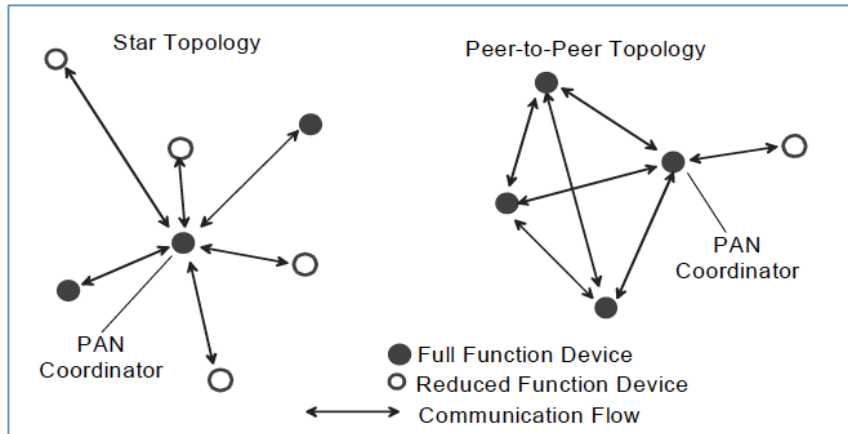 Star Topology
Peer-to-Peer Topology
PAN
Coordinator
PAN
Coordinator
Full Function Device
Reduced Function Device
Communication Flow